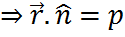 ⇒ r⃗. n̂ = p